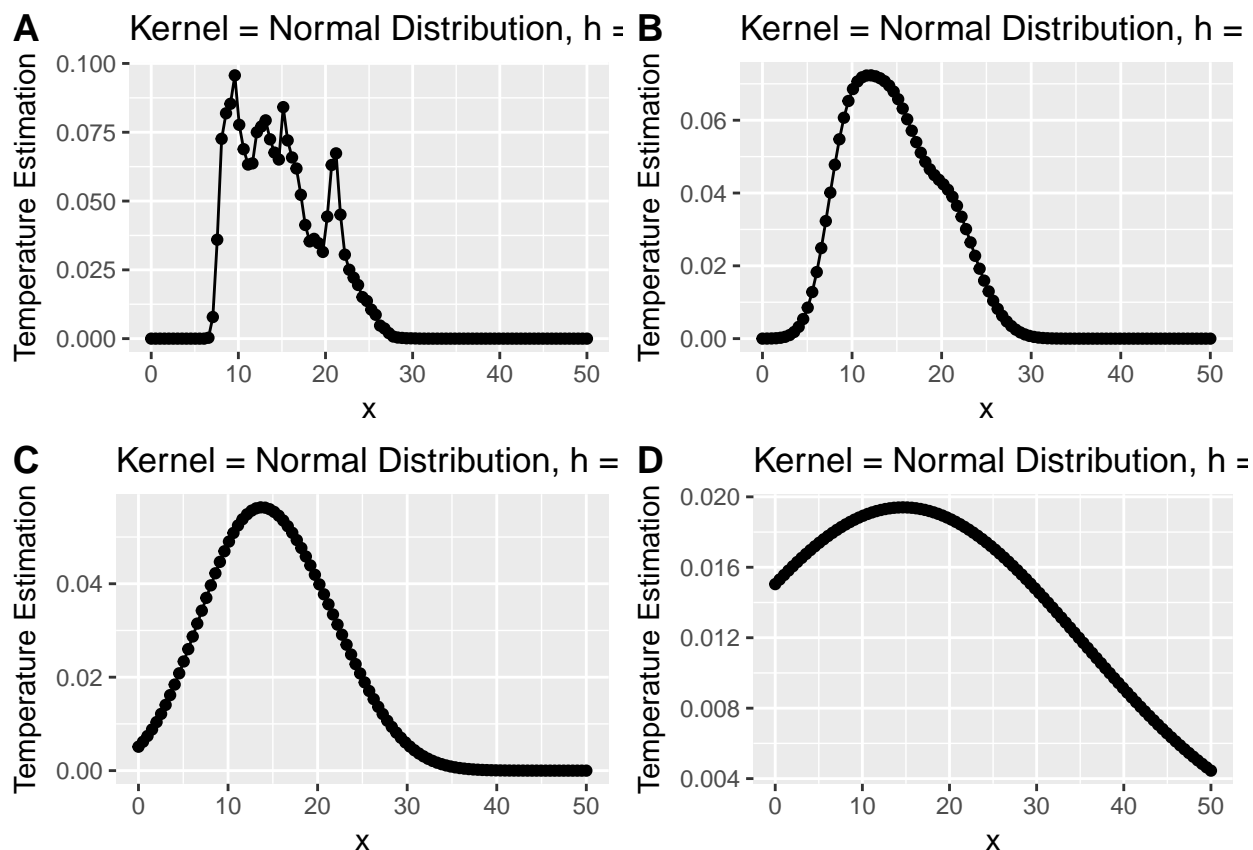 A
Kernel = Normal Distribution, h =
Temperature Estimation
0.100
0.075
0.050
0.025
0.000
0 10 20 30 40 50
x
B
Kernel = Normal Distribution, h =
Temperature Estimation
0.06
0.04
0.02
0.00
0 10 20 30 40 50
x
C
Kernel = Normal Distribution, h =
Temperature Estimation
0.04
0.02
0.00
0 10 20 30 40 50
x
D
Kernel = Normal Distribution, h =
Temperature Estimation
0.020
0.016
0.012
0.008
0.004
0 10 20 30 40 50
x